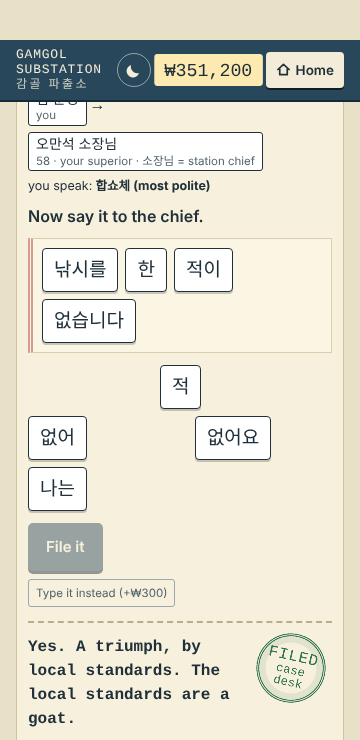 GAMGOL
SUBSTATION
감골 파출소
₩351,200
Home
you
→
오만석 소장님
58 · your superior · 소장님 = station chief
you speak: 합쇼체 (most polite)
Now say it to the chief.
낚시를 한 적이
없습니다
적
없어 없어요
나는
File it
Type it instead (+₩300)
Yes. A triumph, by
local standards. The
local standards are a
goat.
FILED
case
desk